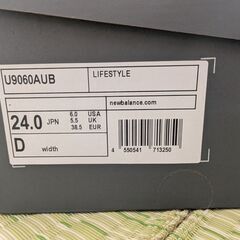 U9060AUB LIFESTYLE
newbalance.com
24.0 JPN
6.0 USA
5.5 UK
38.5 EUR
D width
4 550541 713250